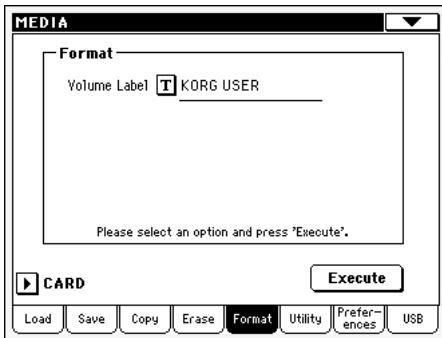 MEDIA
Format
Volume Label T KORG USER
Please select an option and press 'Execute'.
CARD
Execute
Load Save Copy Erase Format Utility Prefer-
ences USB